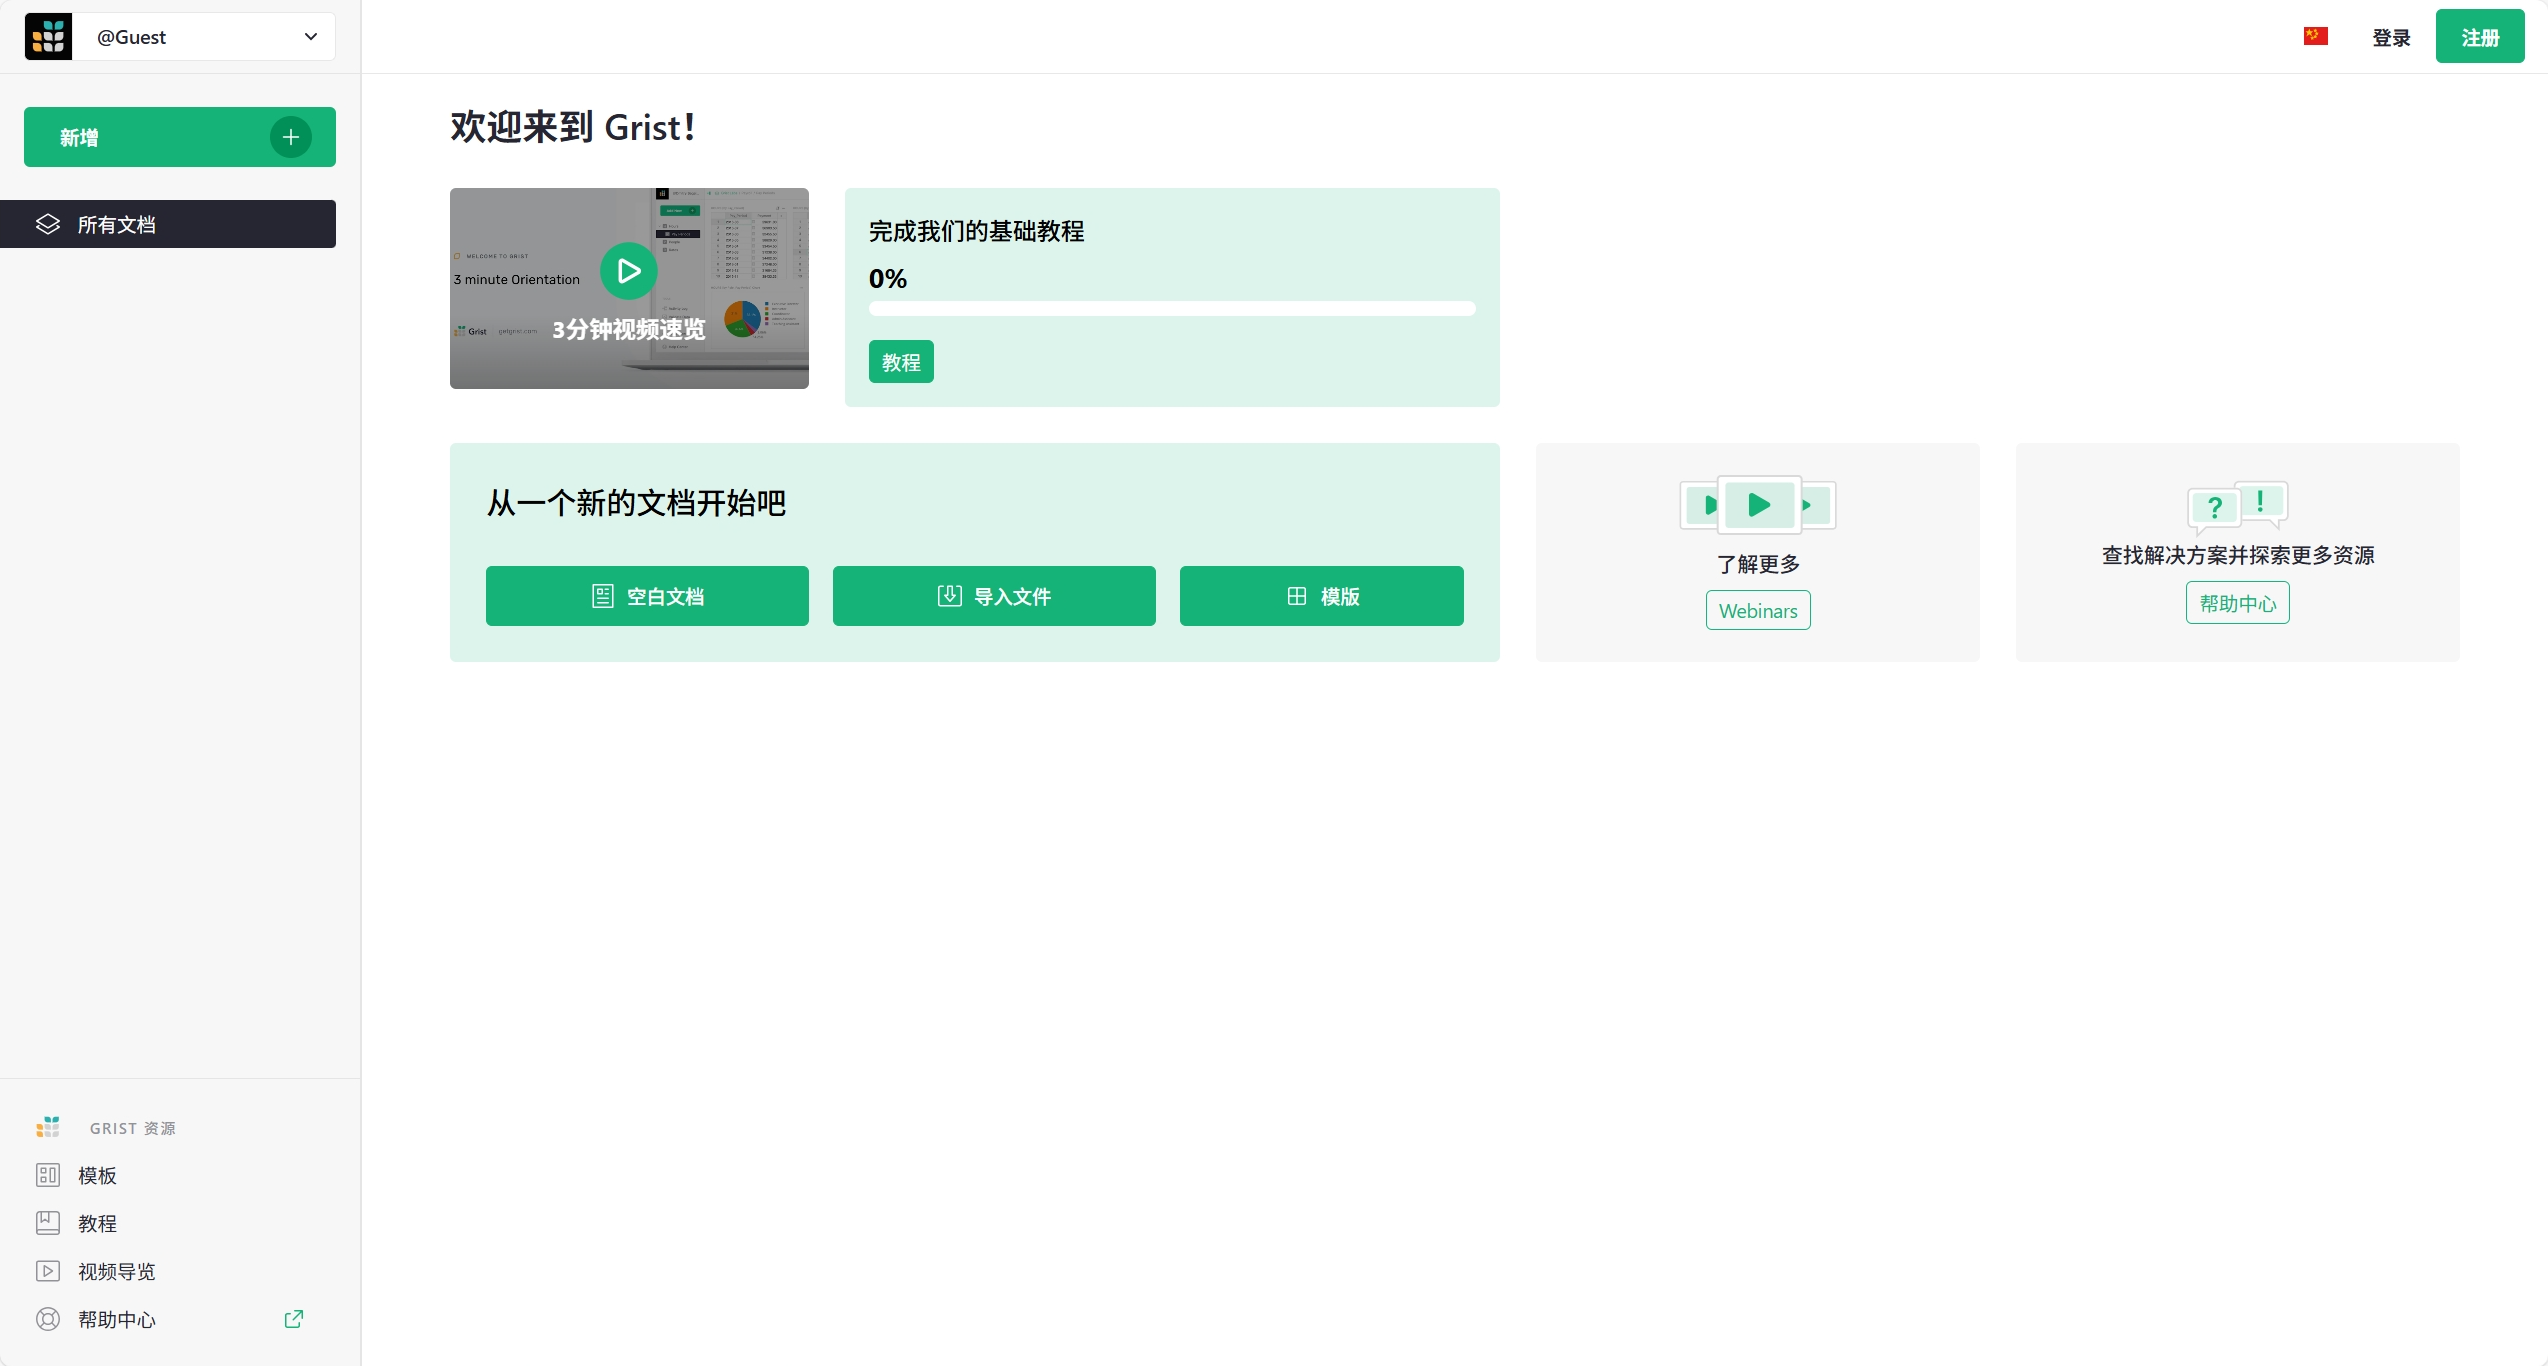 @Guest
登录
注册
新增
所有文档
欢迎来到 Grist！
WELCOME TO GRIST
3 minute Orientation
Grist
getgrist.com
3分钟视频速览
完成我们的基础教程
0%
教程
从一个新的文档开始吧
空白文档
导入文件
模版
了解更多
Webinars
?
!
查找解决方案并探索更多资源
帮助中心
GRIST 资源
模板
教程
视频导览
帮助中心